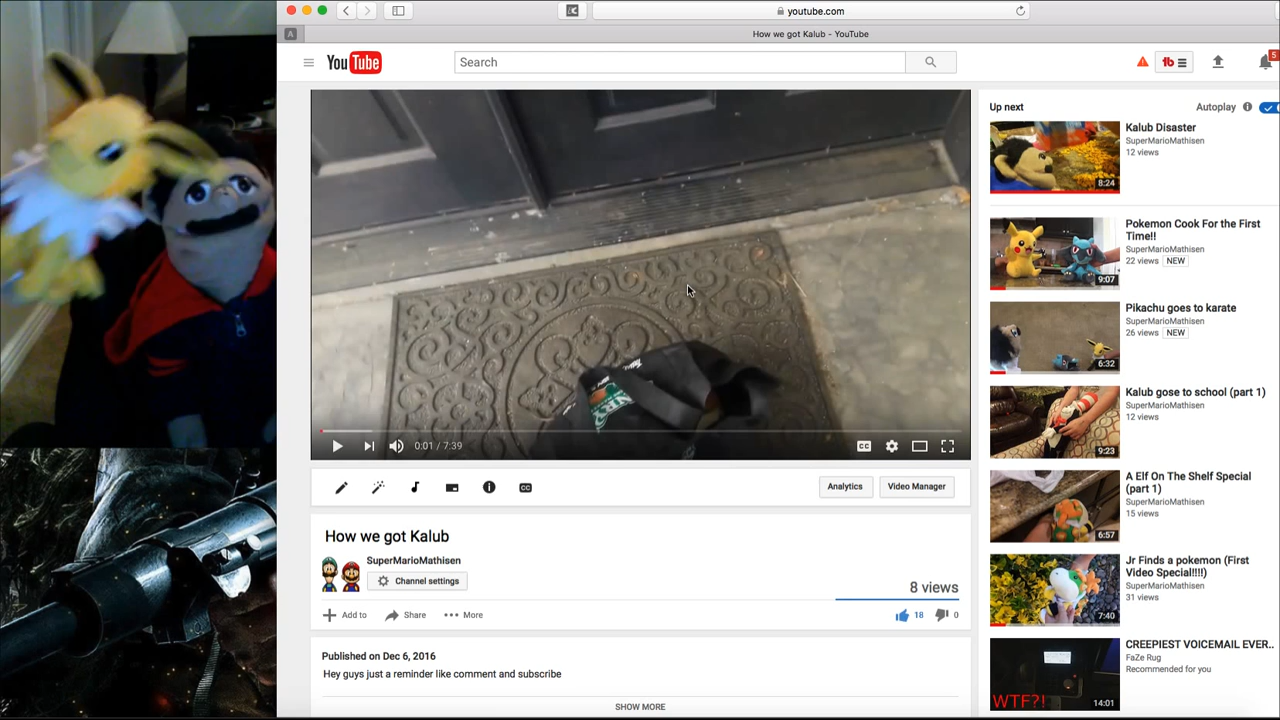 youtube.com
A
How we got Kalub - YouTube
YouTube
Search
5
Up next
Autoplay
Kalub Disaster
SuperMarioMathisen
12 views
8:24
Pokemon Cook For the First
Time!!
SuperMarioMathisen
22 views NEW
9:07
Pikachu goes to karate
SuperMarioMathisen
26 views NEW
6:32
Kalub gose to school (part 1)
SuperMarioMathisen
12 views
9:23
A Elf On The Shelf Special
(part 1)
SuperMarioMathisen
15 views
6:57
Jr Finds a pokemon (First
Video Special!!!!)
SuperMarioMathisen
31 views
7:40
CREEPIEST VOICEMAIL EVER..
FaZe Rug
Recommended for you
WTF?!
14:01
0:01 / 7:39
CC
CC
Analytics
Video Manager
How we got Kalub
SuperMarioMathisen
Channel settings
8 views
Add to
Share
More
18
0
Published on Dec 6, 2016
Hey guys just a reminder like comment and subscribe
SHOW MORE